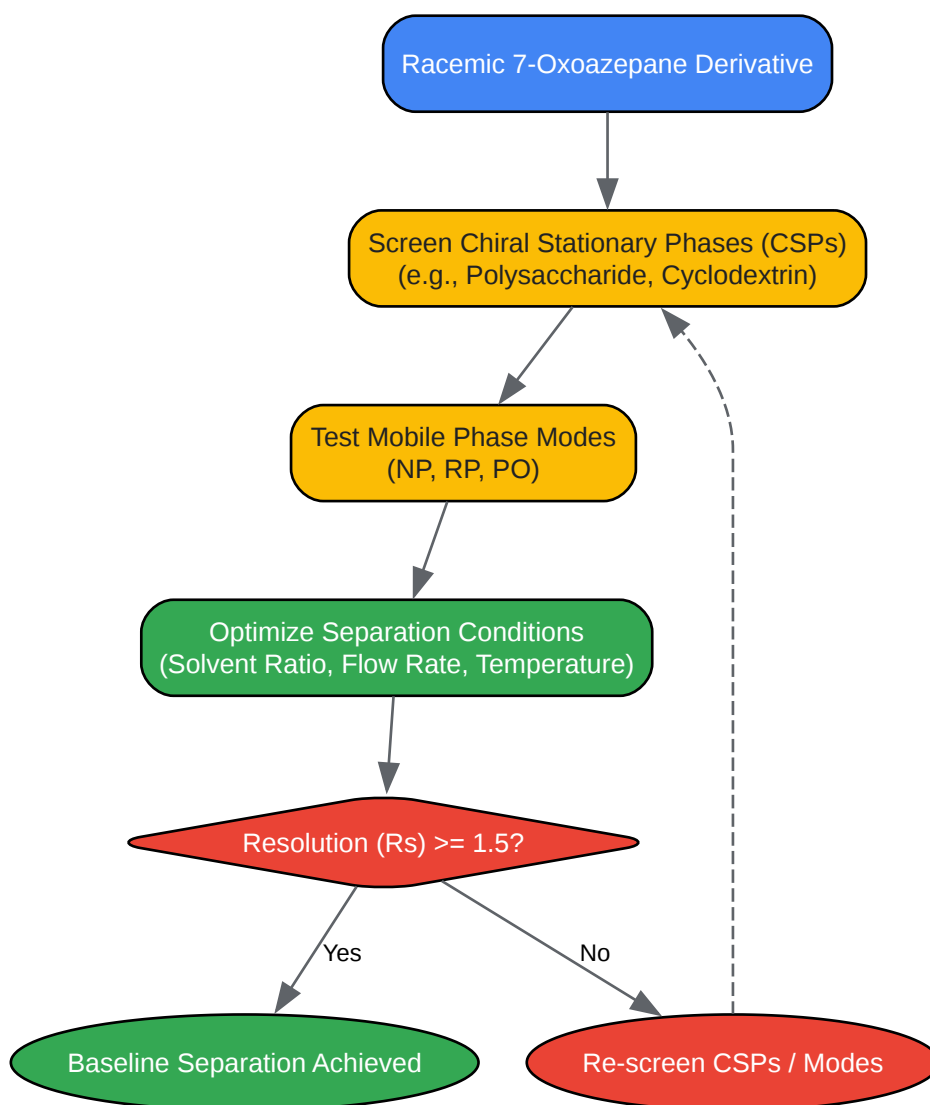 Racemic 7-Oxoazepane Derivative
Screen Chiral Stationary Phases (CSPs)
(e.g., Polysaccharide, Cyclodextrin)
Test Mobile Phase Modes
(NP, RP, PO)
Optimize Separation Conditions
(Solvent Ratio, Flow Rate, Temperature)
Resolution (Rs) >= 1.5?
Yes
No
Baseline Separation Achieved
Re-screen CSPs / Modes